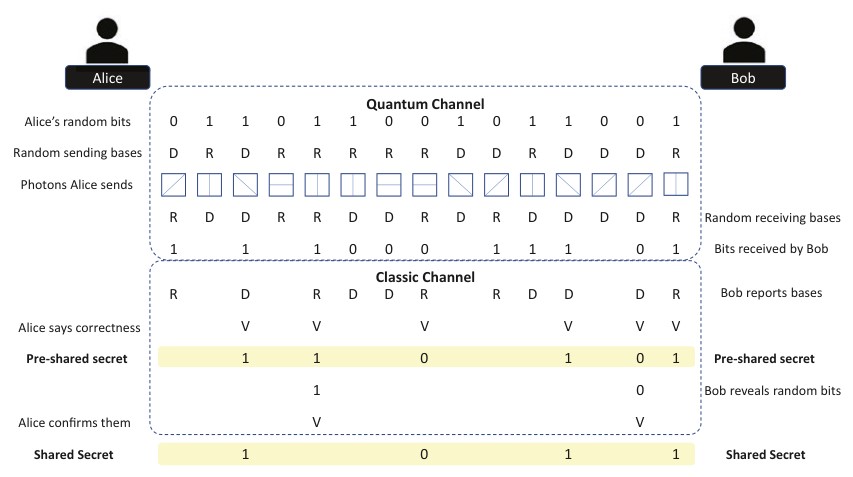 Alice
Bob
Quantum Channel
Alice's random bits 0 1 1 0 1 1 0 0 1 0 1 1 0 0 1
Random sending bases D R D R R R R R D D R D D D R
Photons Alice sends
R D D R R D D R D R D D D D R Random receiving bases
1 1 1 0 0 0 1 1 1 0 1 Bits received by Bob
Classic Channel
R D R D D R R D D D R Bob reports bases
Alice says correctness V V V V V V
Pre-shared secret 1 1 0 1 0 1 Pre-shared secret
1 0 Bob reveals random bits
Alice confirms them V V
Shared Secret 1 0 1 1 Shared Secret